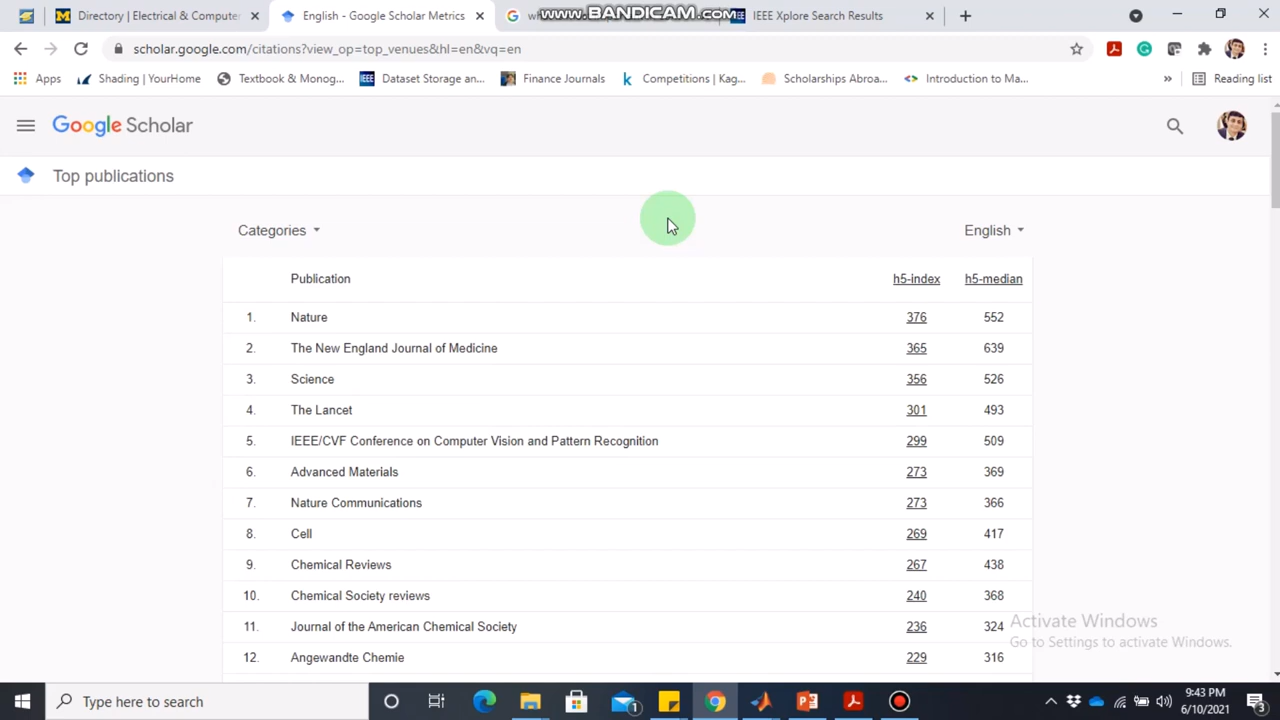 Directory | Electrical & Computer
English - Google Scholar Metrics
WWW.BANDICAM.COM
IEEE Xplore Search Results
scholar.google.com/citations?view_op=top_venues&hl=en&vq=en
Apps
Shading | YourHome
Textbook & Monog...
Dataset Storage an...
Finance Journals
Competitions | Kag...
Scholarships Abroa...
Introduction to Ma...
»
Reading list
Google Scholar
Top publications
Categories
English
Publication h5-index h5-median
1. Nature 376 552
2. The New England Journal of Medicine 365 639
3. Science 356 526
4. The Lancet 301 493
5. IEEE/CVF Conference on Computer Vision and Pattern Recognition 299 509
6. Advanced Materials 273 369
7. Nature Communications 273 366
8. Cell 269 417
9. Chemical Reviews 267 438
10. Chemical Society reviews 240 368
11. Journal of the American Chemical Society 236 324
12. Angewandte Chemie 229 316
Activate Windows
Go to Settings to activate Windows.
Type here to search
1
9:43 PM
6/10/2021
3